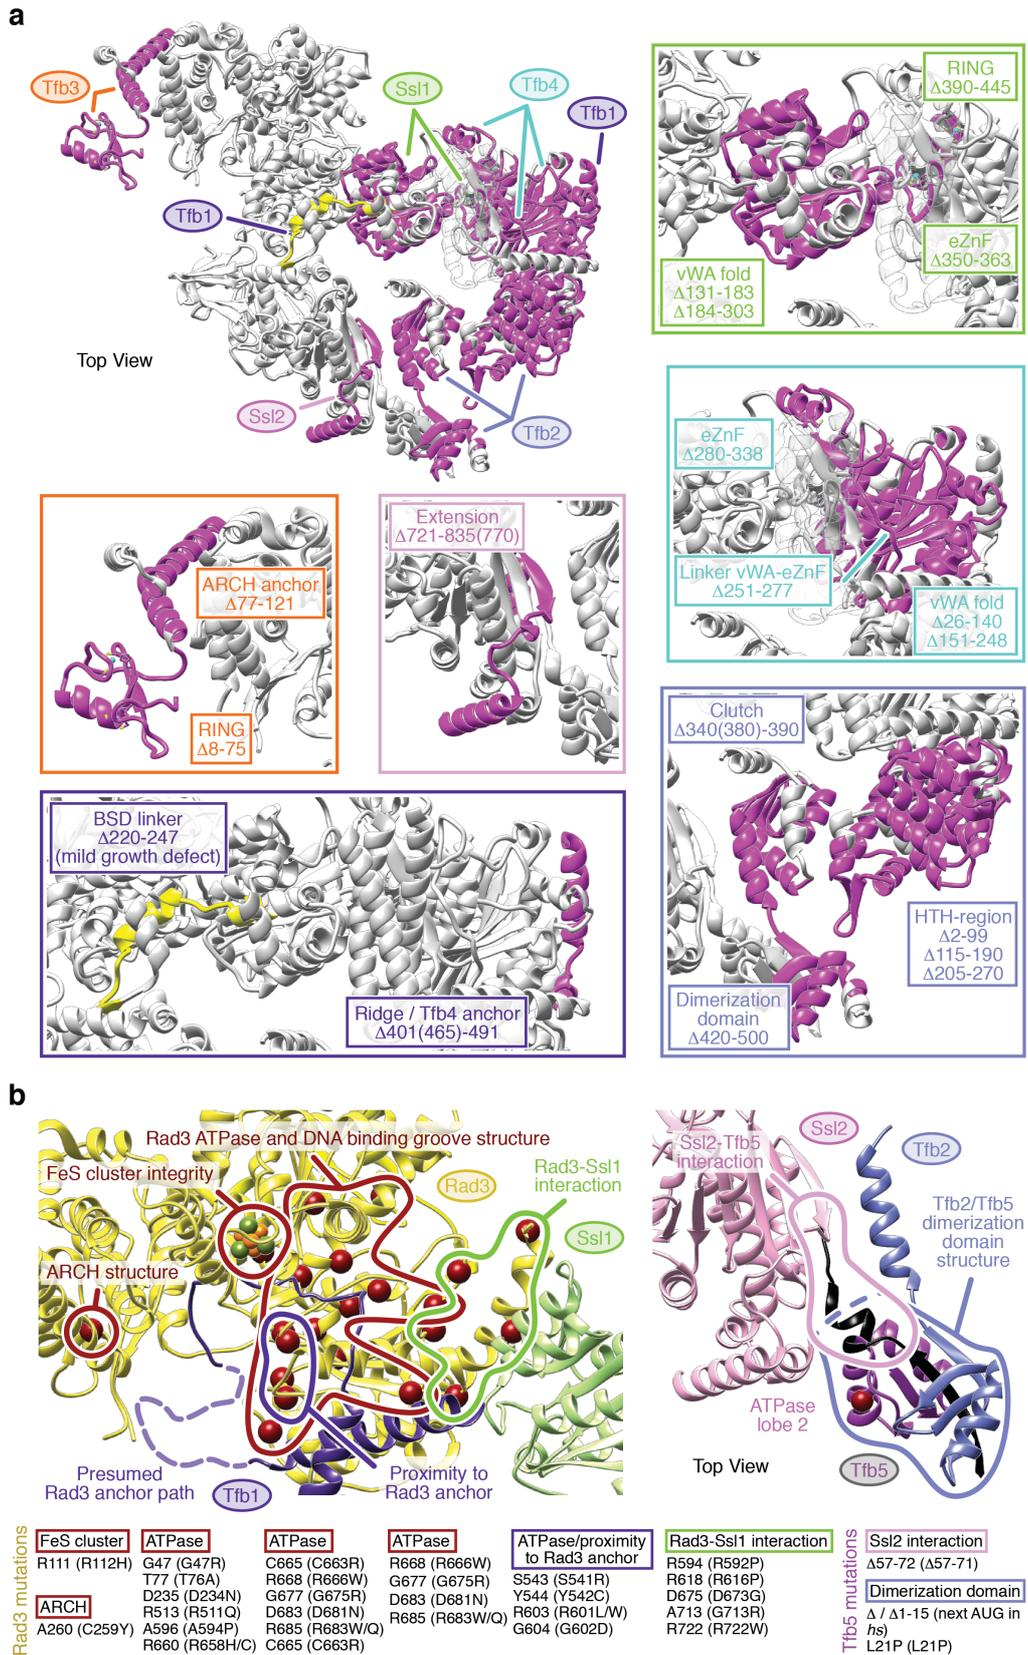 a
Tfb3
Ssl1
Tfb4
Tfb1
Tfb1
Top View
Ssl2
Tfb2
RING
Δ390-445
eZnF
Δ350-363
vWA fold
Δ131-183
Δ184-303
eZnF
Δ280-338
Linker vWA-eZnF
Δ251-277
vWA fold
Δ26-140
Δ151-248
ARCH anchor
Δ77-121
RING
Δ8-75
Extension
Δ721-835(770)
Clutch
Δ340(380)-390
HTH-region
Δ2-99
Δ115-190
Δ205-270
Dimerization
domain
Δ420-500
BSD linker
Δ220-247
(mild growth defect)
Ridge / Tfb4 anchor
Δ401(465)-491
b
Rad3 ATPase and DNA binding groove structure
FeS cluster integrity
Rad3
Rad3-Ssl1
interaction
Ssl1
ARCH structure
Presumed
Rad3 anchor path
Tfb1
Proximity to
Rad3 anchor
Ssl2-Tfb5
interaction
Ssl2
Tfb2
Tfb2/Tfb5
dimerization
domain
structure
ATPase
lobe 2
Top View
Tfb5
Rad3 mutations
FeS cluster
R111 (R112H)
ARCH
A260 (C259Y)
ATPase
G47 (G47R)
T77 (T76A)
D235 (D234N)
R513 (R511Q)
A596 (A594P)
R660 (R658H/C)
ATPase
C665 (C663R)
R668 (R666W)
G677 (G675R)
D683 (D681N)
R685 (R683W/Q)
C665 (C663R)
ATPase
R668 (R666W)
G677 (G675R)
D683 (D681N)
R685 (R683W/Q)
ATPase/proximity
to Rad3 anchor
S543 (S541R)
Y544 (Y542C)
R603 (R601L/W)
G604 (G602D)
Rad3-Ssl1 interaction
R594 (R592P)
R618 (R616P)
D675 (D673G)
A713 (G713R)
R722 (R722W)
Tfb5 mutations
Ssl2 interaction
Δ57-72 (Δ57-71)
Dimerization domain
Δ / Δ1-15 (next AUG in
hs)
L21P (L21P)